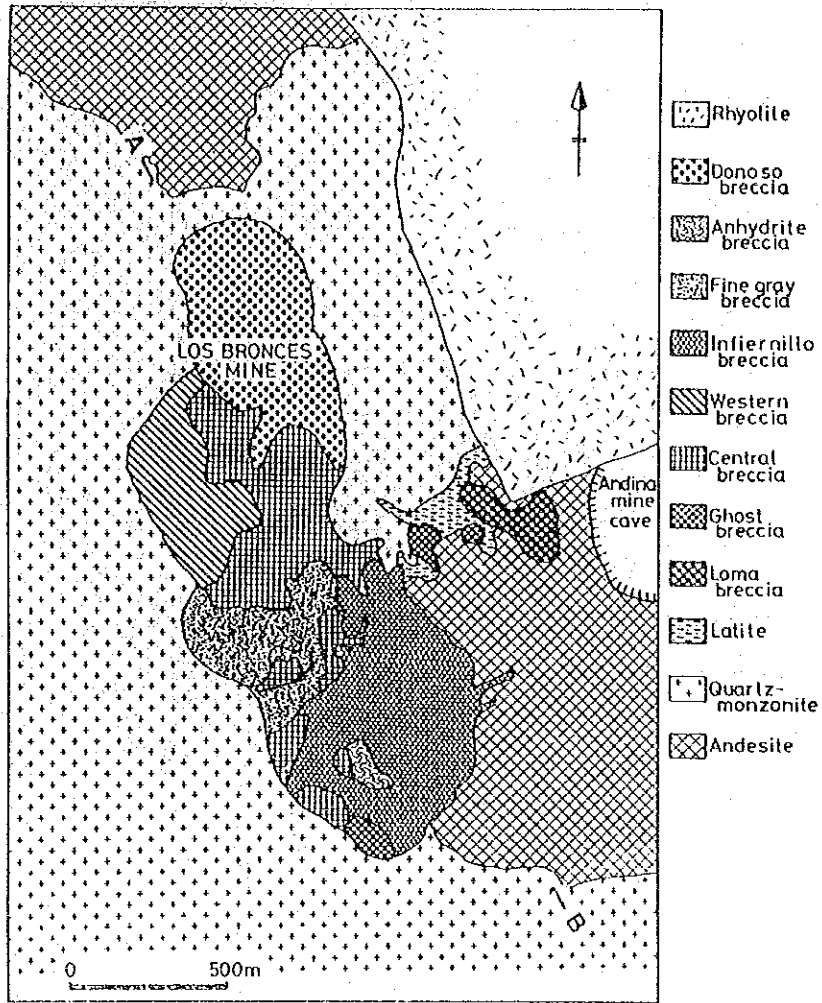 A
LOS BRONCES
MINE
Andina
mine
cave
B
0 500m
Rhyolite
Donoso
breccia
Anhydrite
breccia
Fine gray
breccia
Infiernillo
breccia
Western
breccia
Central
breccia
Ghost
breccia
Loma
breccia
Latite
Quartz-
monzonite
Andesite